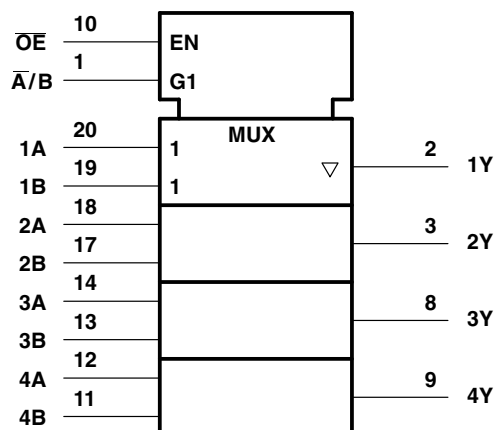 10
OE EN
1
A/B G1
MUX
20
1A 1 2 1Y
19
1B 1 ▽
18
2A 3 2Y
17
2B
14
3A 8 3Y
13
3B
12
4A 9 4Y
11
4B